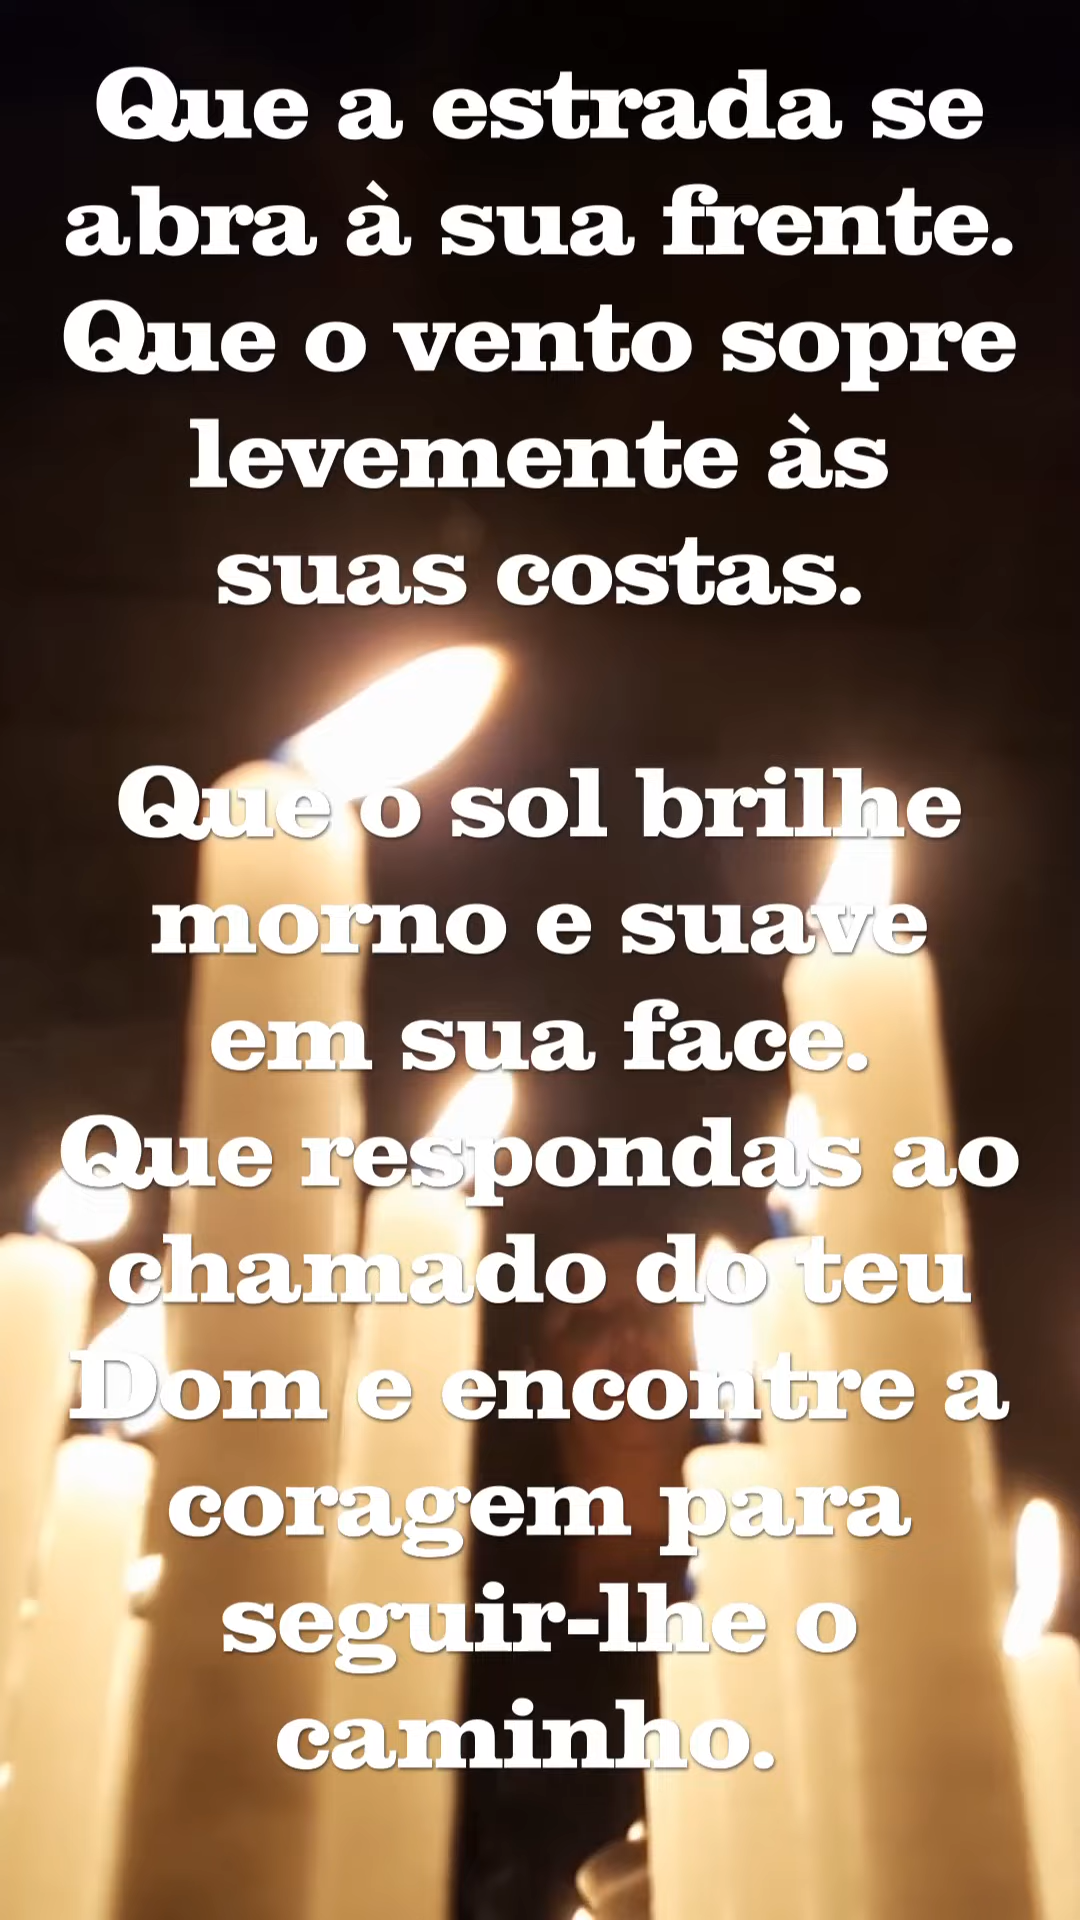 Que a estrada se
abra à sua frente.
Que o vento sopre
levemente às
suas costas.
Que o sol brilhe
morno e suave
em sua face.
Que respondas ao
chamado do teu
Dom e encontre a
coragem para
seguir-lhe o
caminho.